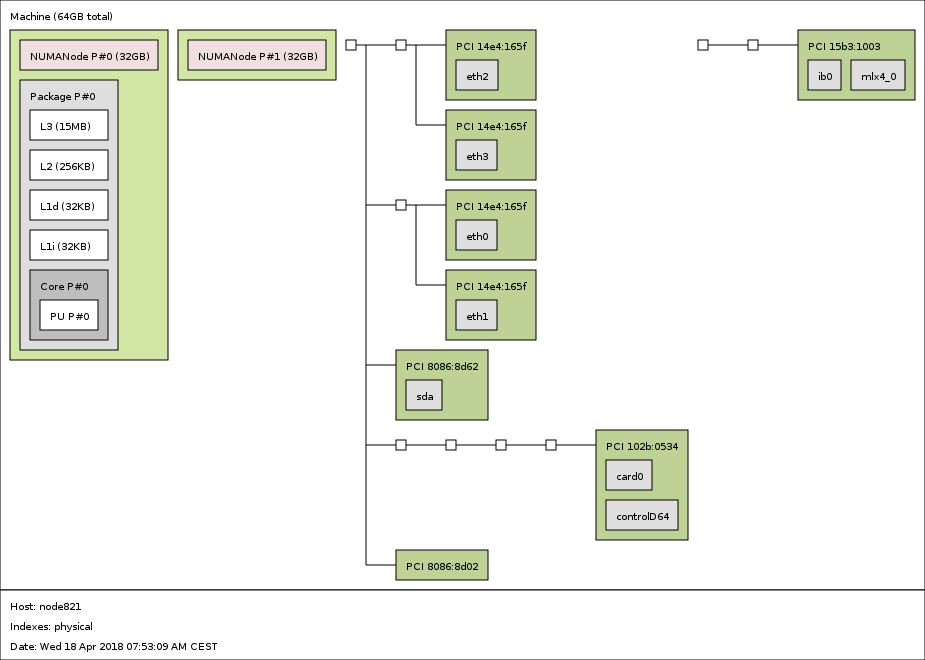 Machine (64GB total)
NUMANode P#0 (32GB)
Package P#0
L3 (15MB)
L2 (256KB)
L1d (32KB)
L1i (32KB)
Core P#0
PU P#0
NUMANode P#1 (32GB)
PCI 14e4:165f
eth2
PCI 14e4:165f
eth3
PCI 14e4:165f
eth0
PCI 14e4:165f
eth1
PCI 8086:8d62
sda
PCI 102b:0534
card0
controlD64
PCI 8086:8d02
PCI 15b3:1003
ib0
mlx4_0
Host: node821
Indexes: physical
Date: Wed 18 Apr 2018 07:53:09 AM CEST